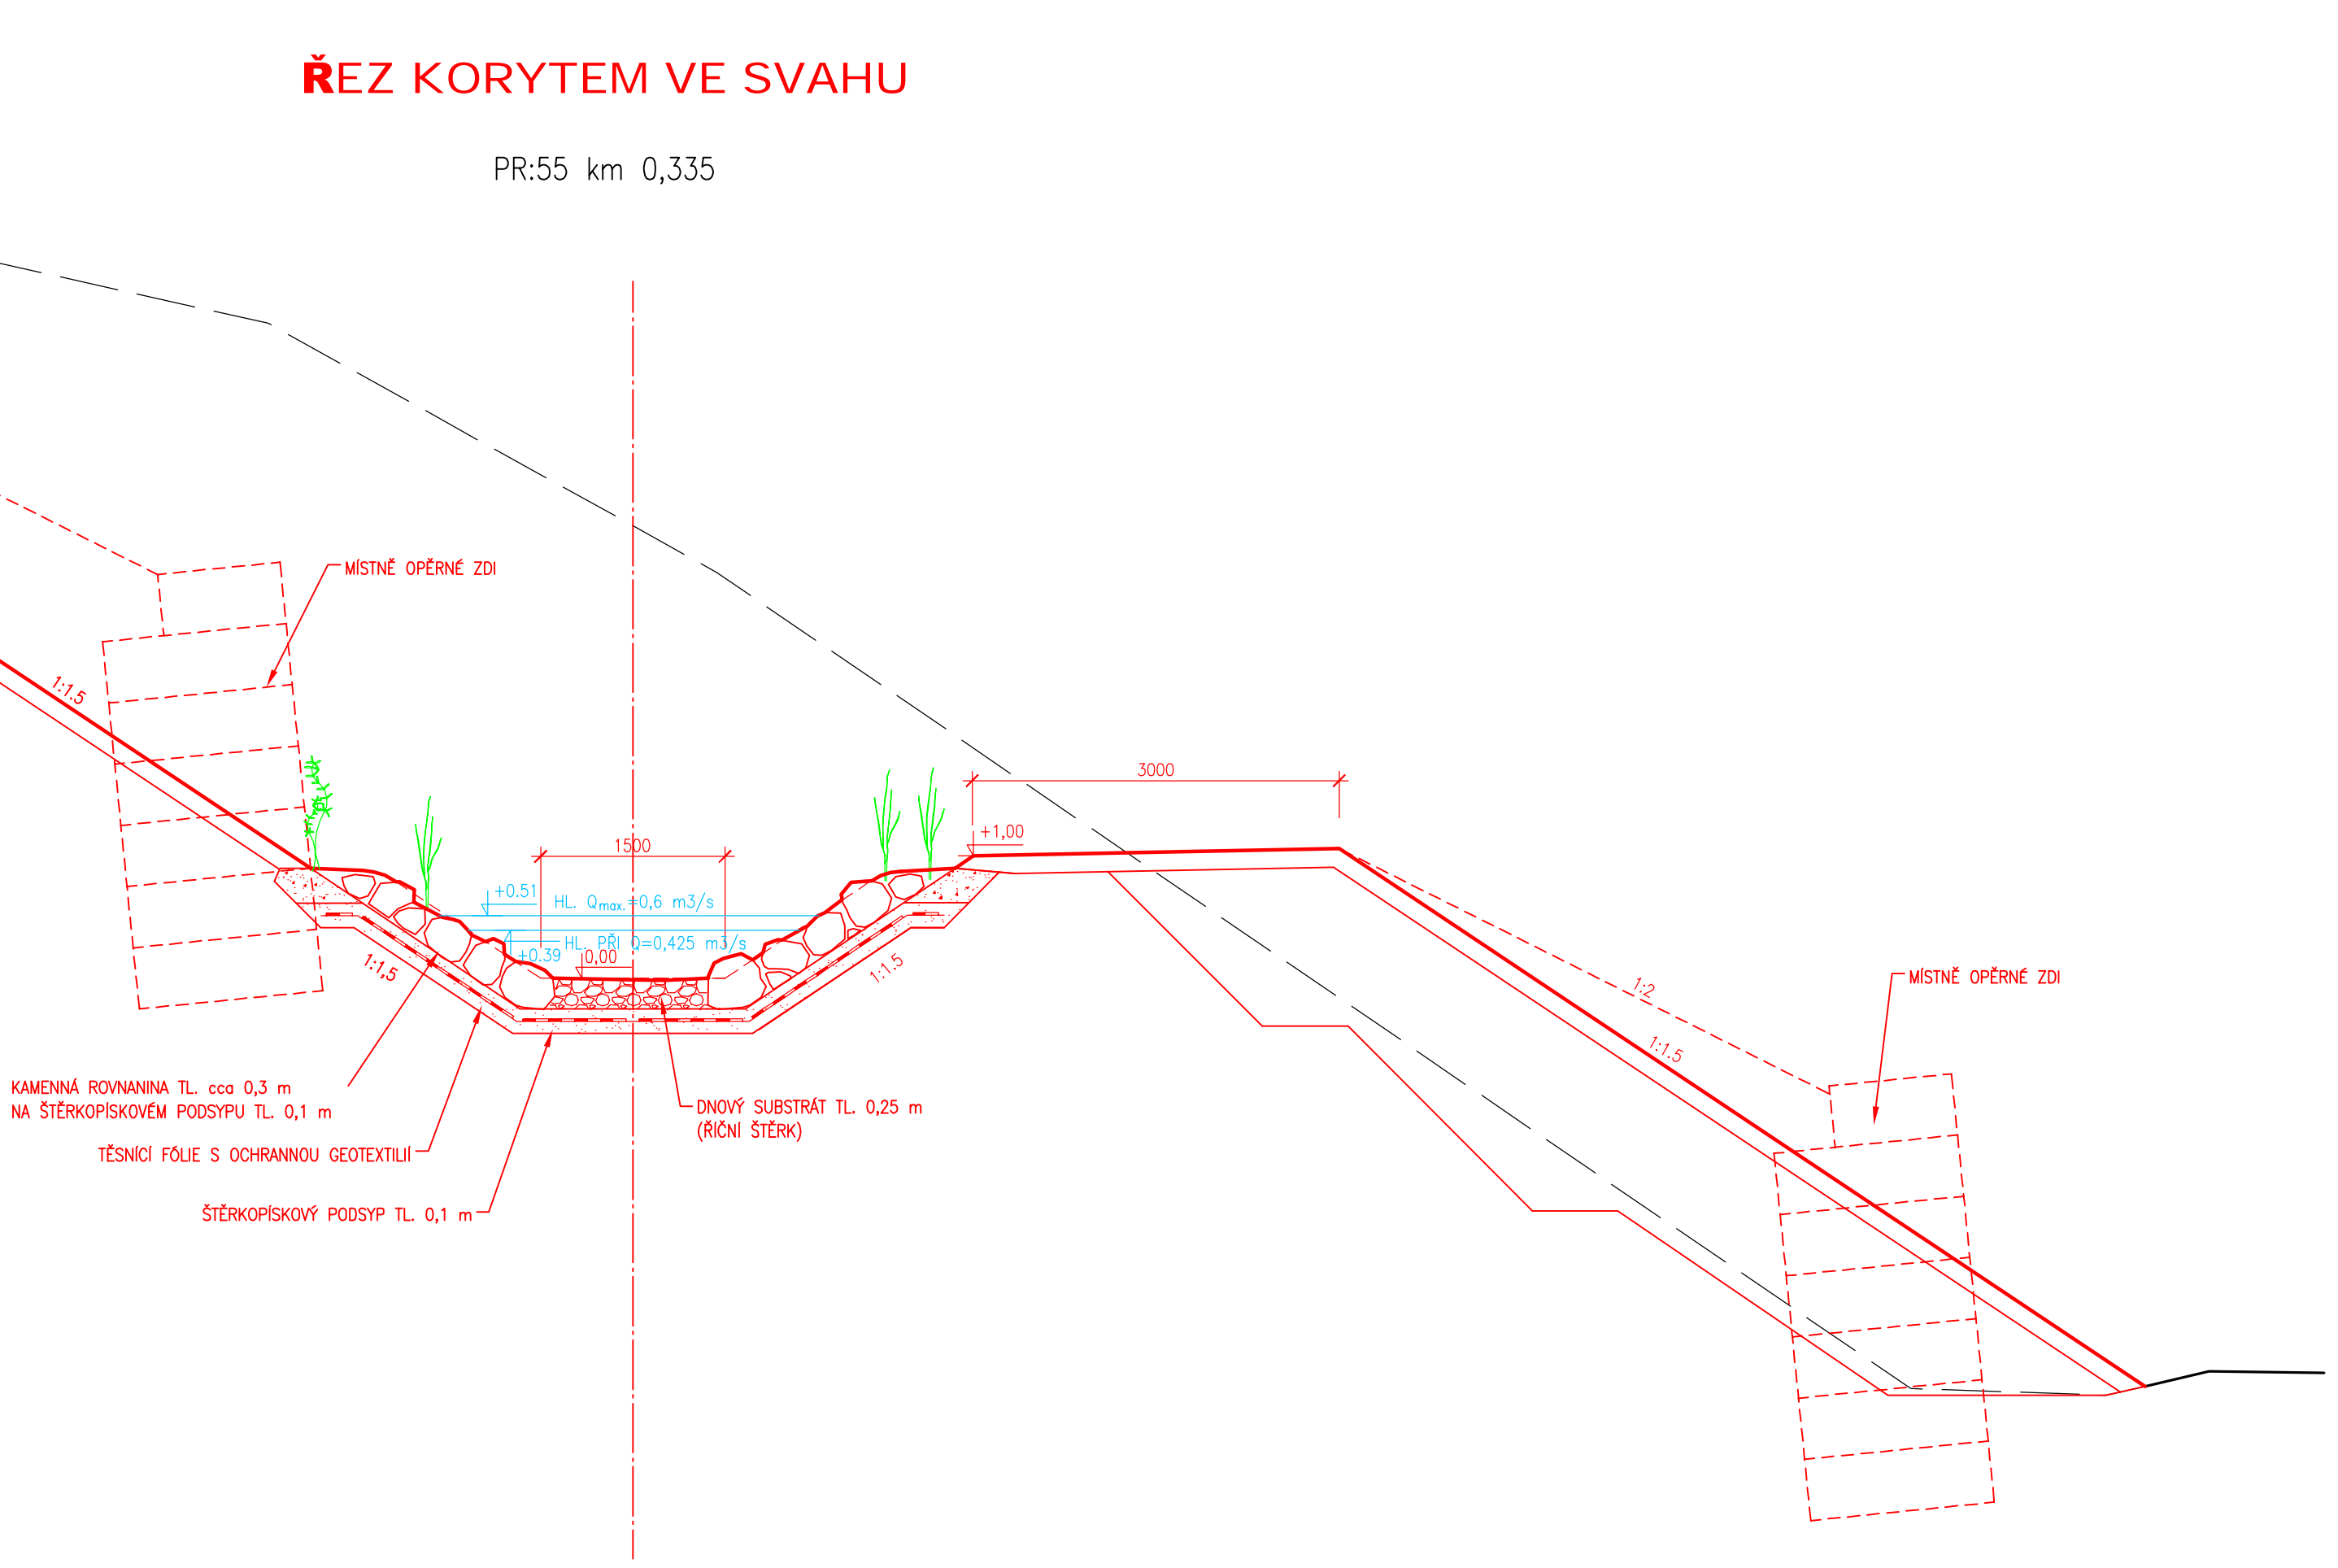 ŘEZ KORYTEM VE SVAHU
PR:55 km 0,335
MÍSTNĚ OPĚRNÉ ZDI
1:1.5
3000
+1,00
1500
+0.51
HL. Qmax.=0,6 m3/s
HL. PŘI Q=0,425 m3/s
+0.39
0,00
1:1,5
1:1.5
1:2
MÍSTNĚ OPĚRNÉ ZDI
1:1.5
KAMENNÁ ROVNANINA TL. cca 0,3 m
NA ŠTĚRKOPÍSKOVÉM PODSYPU TL. 0,1 m
DNOVÝ SUBSTRÁT TL. 0,25 m
(ŘÍČNÍ ŠTĚRK)
TĚSNÍCÍ FÓLIE S OCHRANNOU GEOTEXTILIÍ
ŠTĚRKOPÍSKOVÝ PODSYP TL. 0,1 m